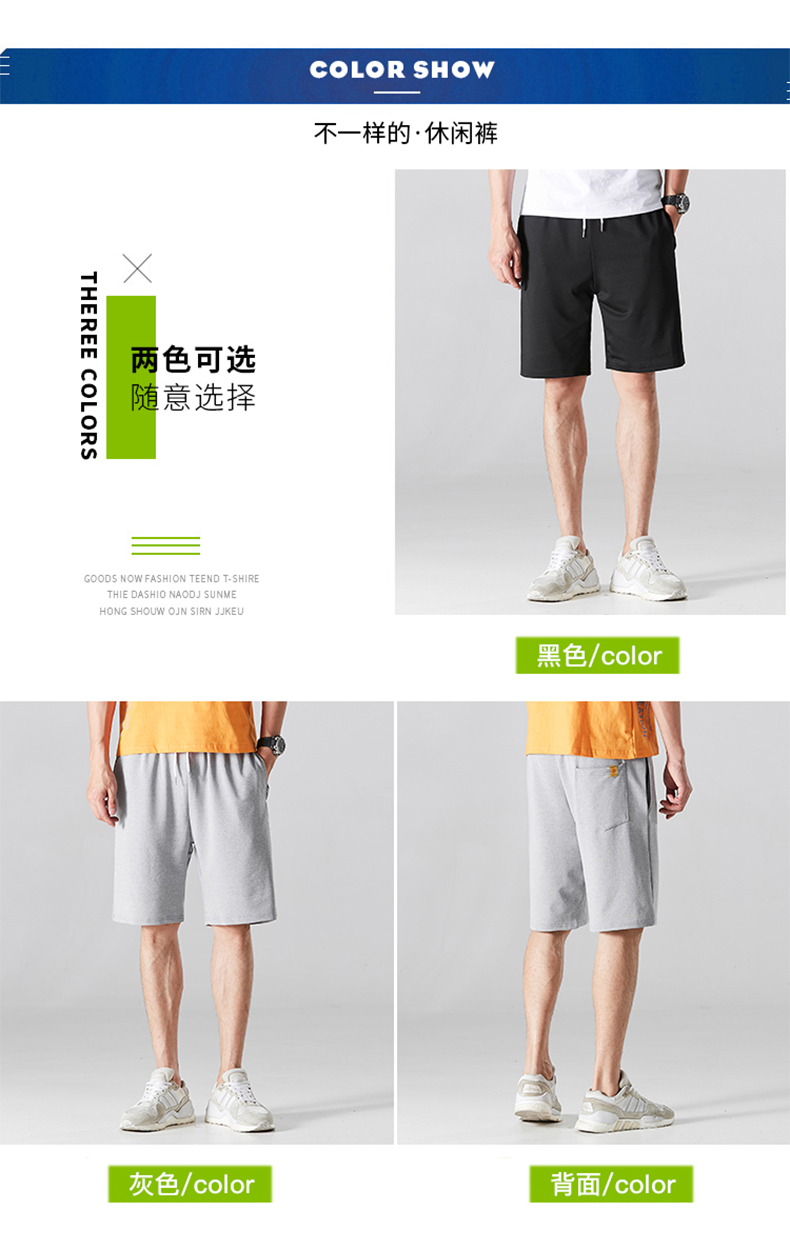 COLOR SHOW
不一样的·休闲裤
THEREE COLORS
两色可选
随意选择
GOODS NOW FASHION TEEND T-SHIRE
THIE DASHIO NAODJ SUNME
HONG SHOUW OJN SIRN JJKEU
黑色/color
灰色/color
背面/color